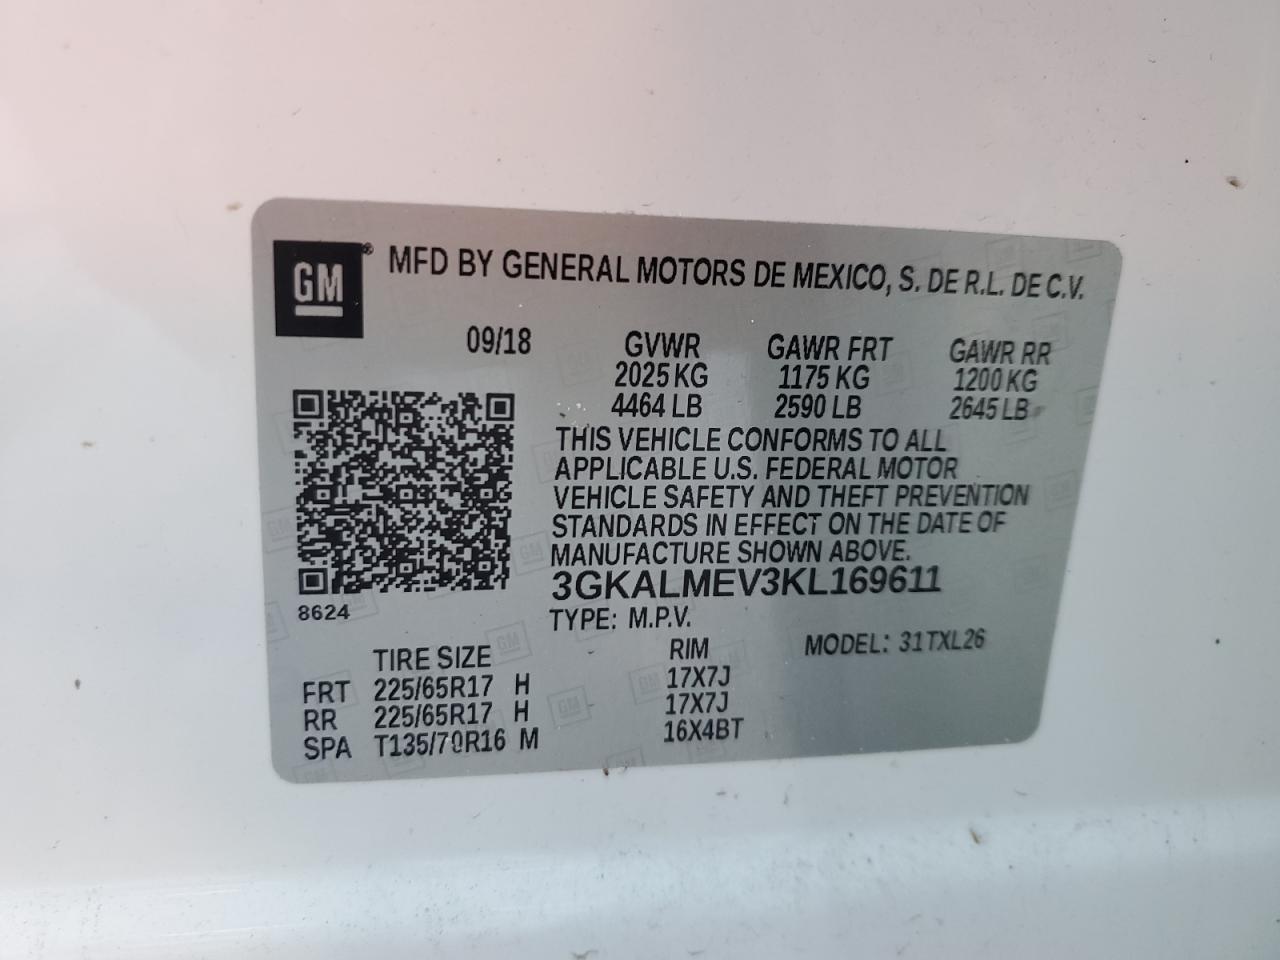 GM ® MFD BY GENERAL MOTORS DE MEXICO, S. DE R.L. DE C.V.
09/18 GVWR GAWR FRT GAWR RR
2025 KG 1175 KG 1200 KG
4464 LB 2590 LB 2645 LB
THIS VEHICLE CONFORMS TO ALL
APPLICABLE U.S. FEDERAL MOTOR
VEHICLE SAFETY AND THEFT PREVENTION
STANDARDS IN EFFECT ON THE DATE OF
MANUFACTURE SHOWN ABOVE.
3GKALMEV3KL169611
8624 TYPE: M.P.V.
TIRE SIZE RIM MODEL: 31TXL26
FRT 225/65R17 H 17X7J
RR 225/65R17 H 17X7J
SPA T135/70R16 M 16X4BT